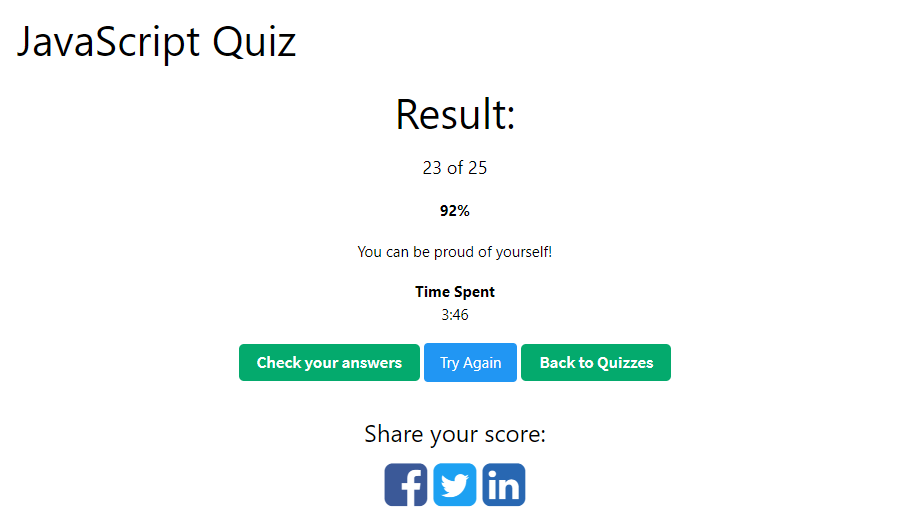 JavaScript Quiz
Result:
23 of 25
92%
You can be proud of yourself!
Time Spent
3:46
Check your answers Try Again Back to Quizzes
Share your score:
f in